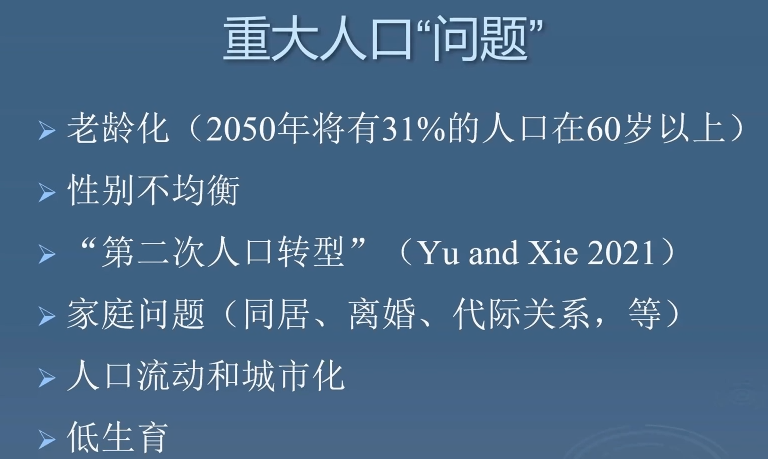 重大人口“问题”
老龄化（2050年将有31%的人口在60岁以上）
性别不均衡
“第二次人口转型”（Yu and Xie 2021）
家庭问题（同居、离婚、代际关系，等）
人口流动和城市化
低生育